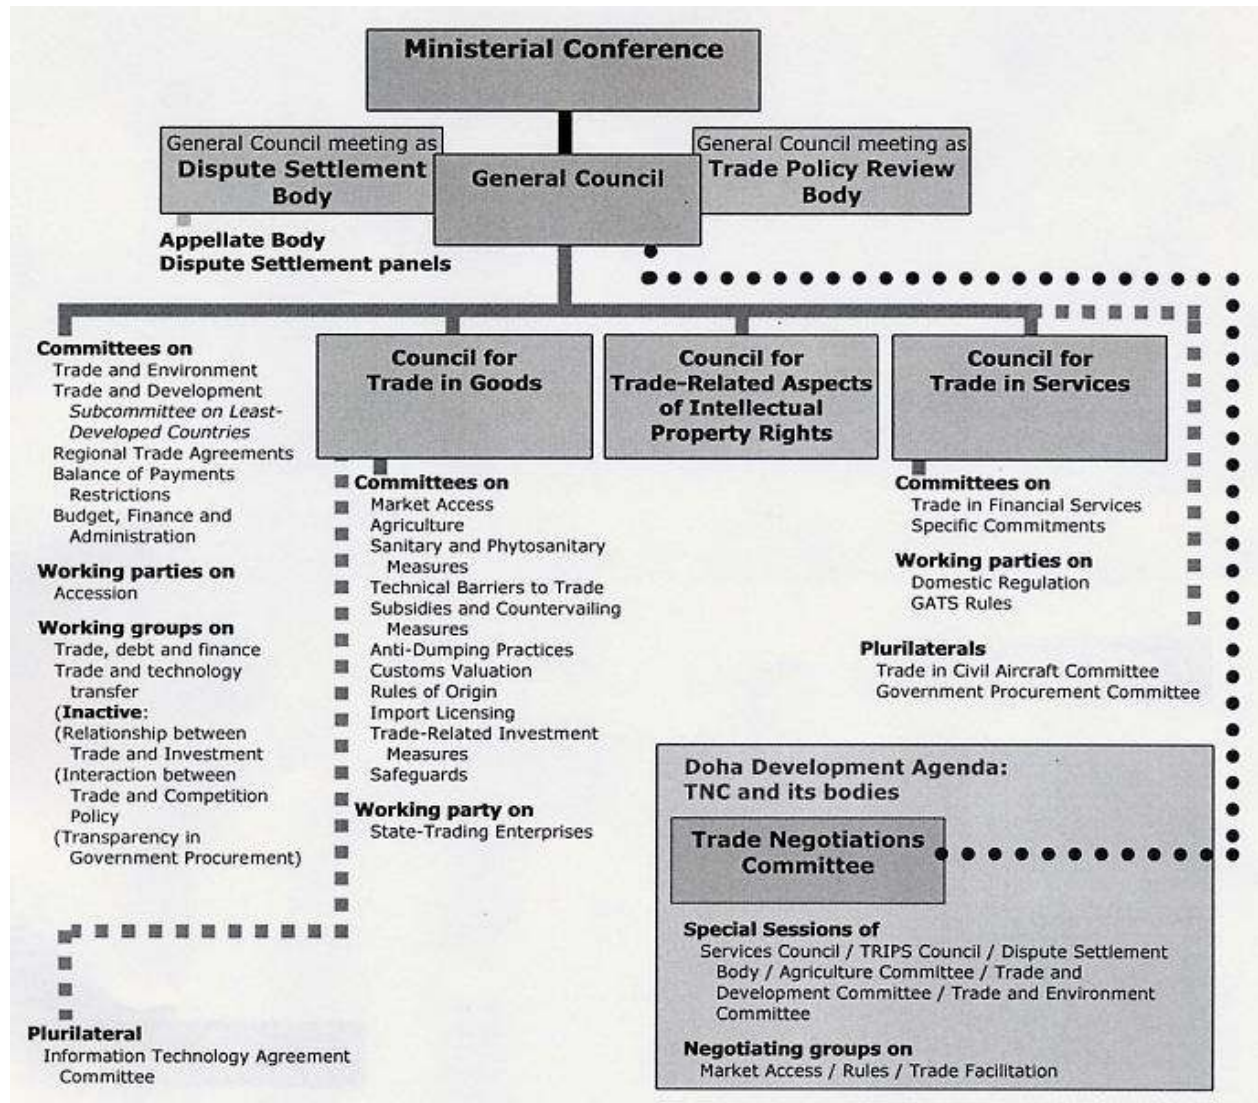 Ministerial Conference
General Council meeting as
Dispute Settlement
Body
General Council
General Council meeting as
Trade Policy Review
Body
Appellate Body
Dispute Settlement panels
Committees on
Trade and Environment
Trade and Development
Subcommittee on Least-
Developed Countries
Regional Trade Agreements
Balance of Payments
Restrictions
Budget, Finance and
Administration
Working parties on
Accession
Working groups on
Trade, debt and finance
Trade and technology
transfer
(Inactive:
(Relationship between
Trade and Investment
(Interaction between
Trade and Competition
Policy
(Transparency in
Government Procurement)
Plurilateral
Information Technology Agreement
Committee
Council for
Trade in Goods
Committees on
Market Access
Agriculture
Sanitary and Phytosanitary
Measures
Technical Barriers to Trade
Subsidies and Countervailing
Measures
Anti-Dumping Practices
Customs Valuation
Rules of Origin
Import Licensing
Trade-Related Investment
Measures
Safeguards
Working party on
State-Trading Enterprises
Council for
Trade-Related Aspects
of Intellectual
Property Rights
Council for
Trade in Services
Committees on
Trade in Financial Services
Specific Commitments
Working parties on
Domestic Regulation
GATS Rules
Plurilaterals
Trade in Civil Aircraft Committee
Government Procurement Committee
Doha Development Agenda:
TNC and its bodies
Trade Negotiations
Committee
Special Sessions of
Services Council / TRIPS Council / Dispute Settlement
Body / Agriculture Committee / Trade and
Development Committee / Trade and Environment
Committee
Negotiating groups on
Market Access / Rules / Trade Facilitation